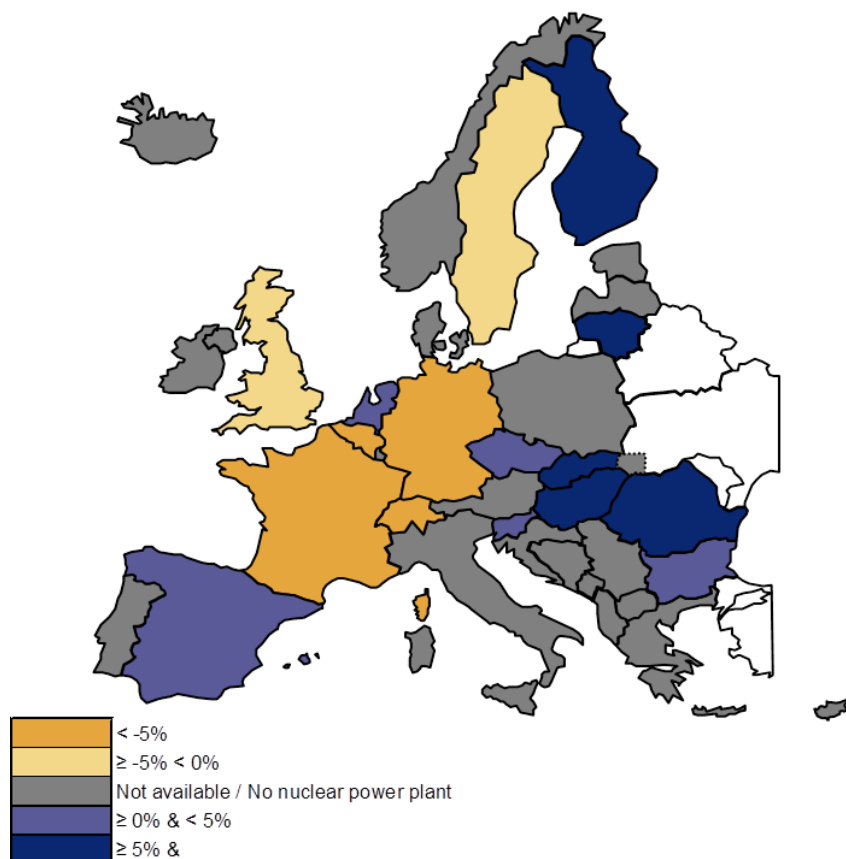 < -5%
≥ -5% < 0%
Not available / No nuclear power plant
≥ 0% & < 5%
≥ 5% &